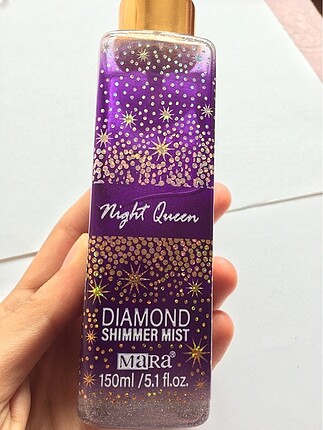 Night Queen
DIAMOND
SHIMMER MIST
MARA®
150ml / 5.1 fl.oz.